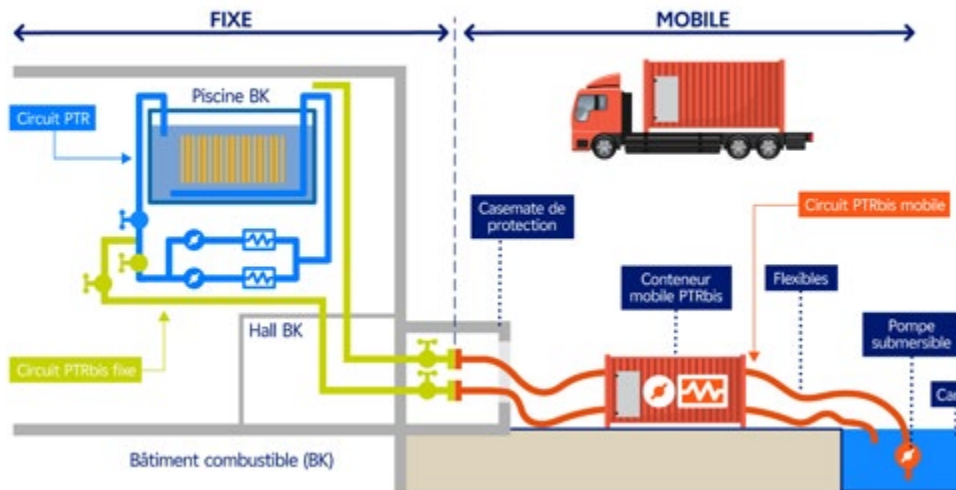 FIXE
MOBILE
Piscine BK
Circuit PTR
Casemate de
protection
Circuit PTRbis mobile
Conteneur
mobile PTRbis
Flexibles
Hall BK
Pompe
submersible
Circuit PTRbis fixe
Bâtiment combustible (BK)